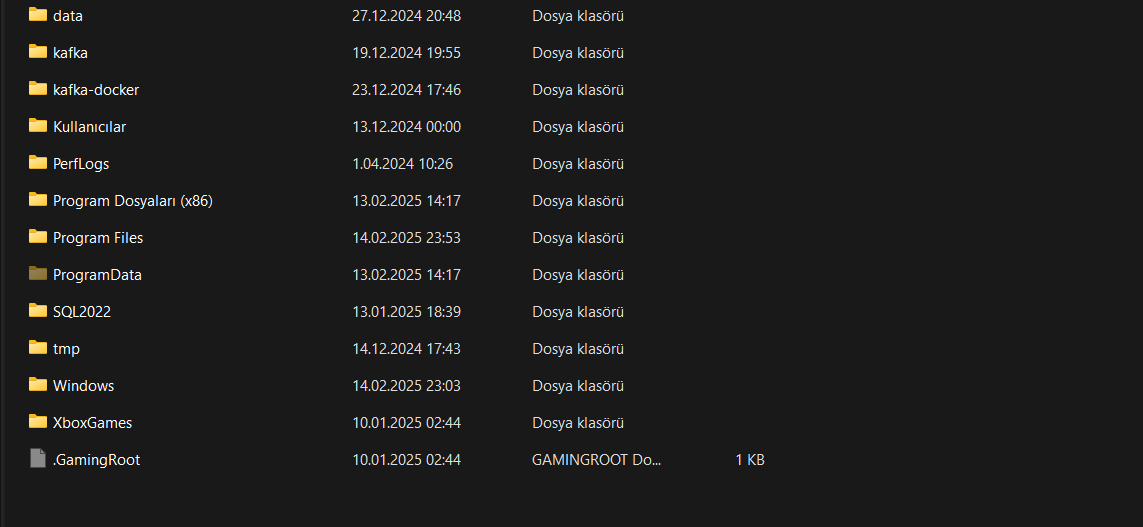 data 27.12.2024 20:48 Dosya klasörü
kafka 19.12.2024 19:55 Dosya klasörü
kafka-docker 23.12.2024 17:46 Dosya klasörü
Kullanıcılar 13.12.2024 00:00 Dosya klasörü
PerfLogs 1.04.2024 10:26 Dosya klasörü
Program Dosyaları (x86) 13.02.2025 14:17 Dosya klasörü
Program Files 14.02.2025 23:53 Dosya klasörü
ProgramData 13.02.2025 14:17 Dosya klasörü
SQL2022 13.01.2025 18:39 Dosya klasörü
tmp 14.12.2024 17:43 Dosya klasörü
Windows 14.02.2025 23:03 Dosya klasörü
XboxGames 10.01.2025 02:44 Dosya klasörü
.GamingRoot 10.01.2025 02:44 GAMINGROOT Do... 1 KB